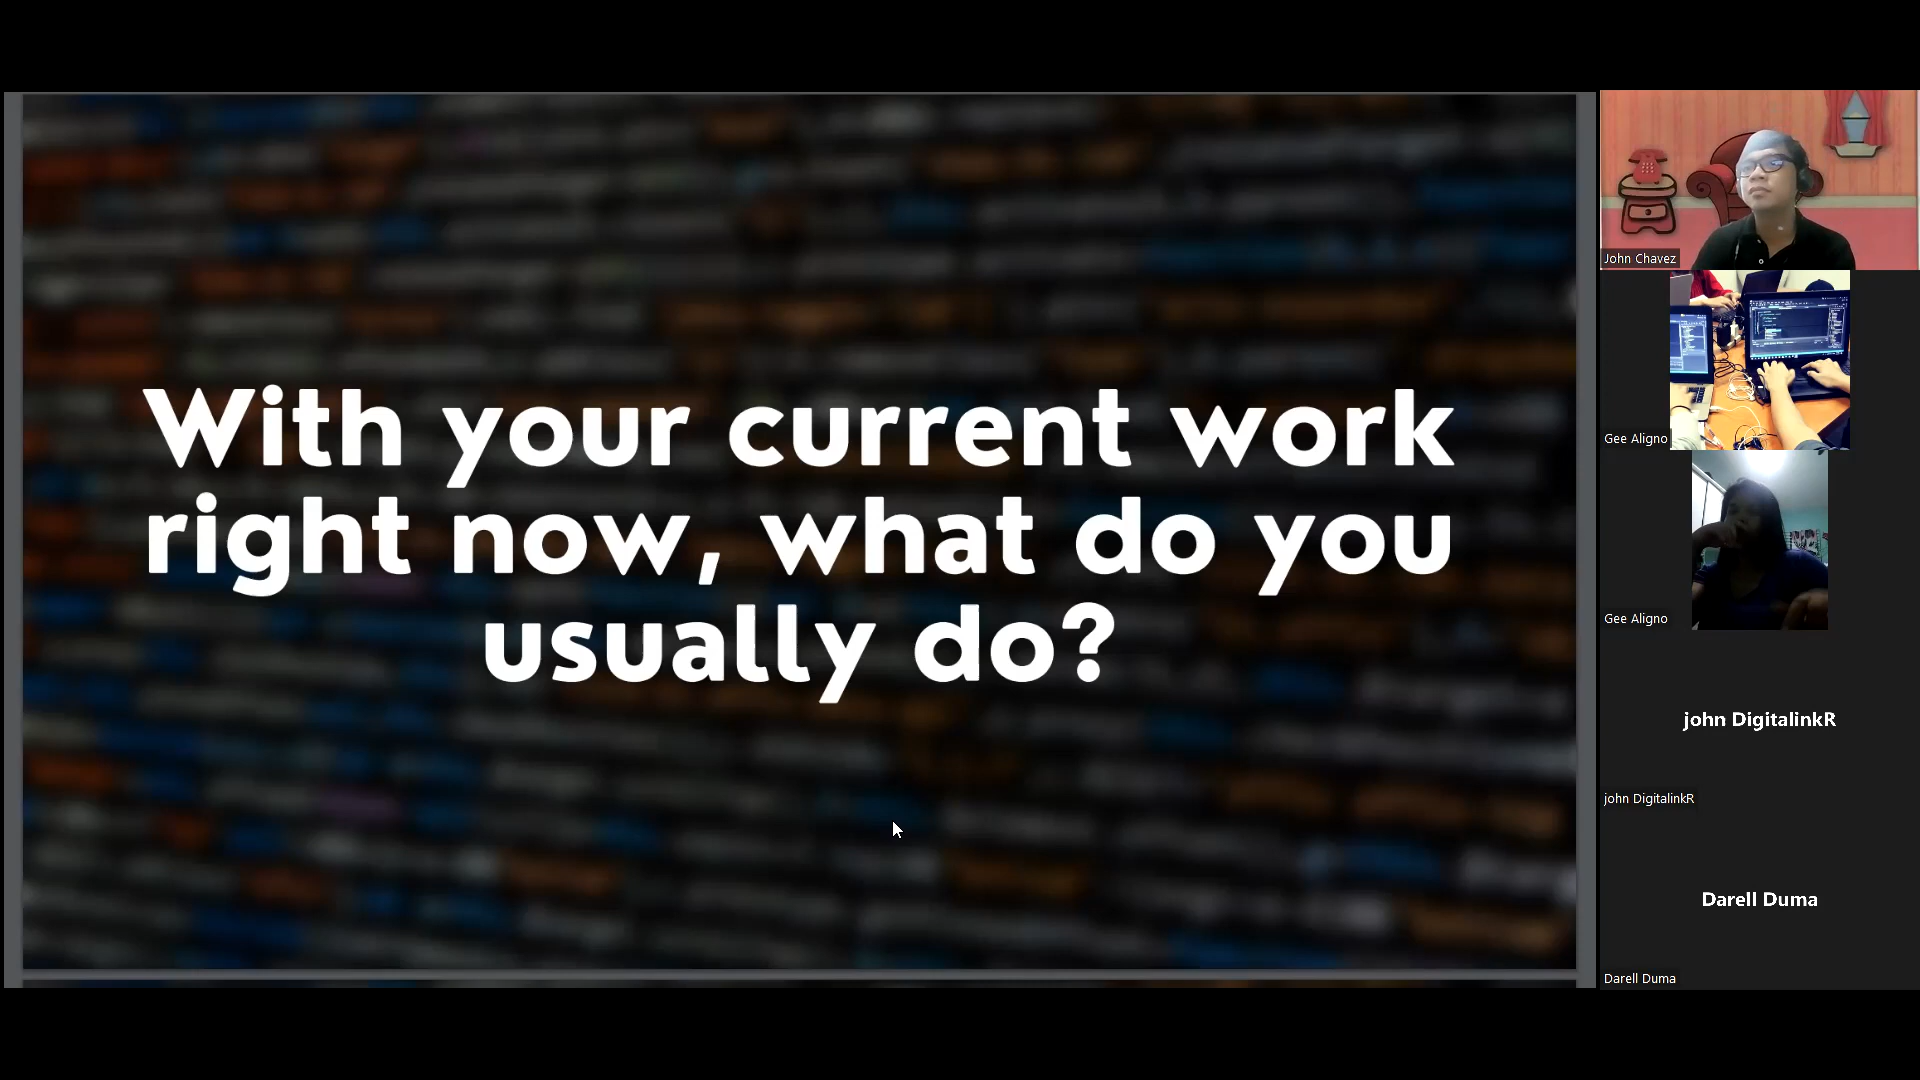 With your current work
right now, what do you
usually do?
John Chavez
Gee Aligno
Gee Aligno
john DigitalinkR
john DigitalinkR
Darell Duma
Darell Duma